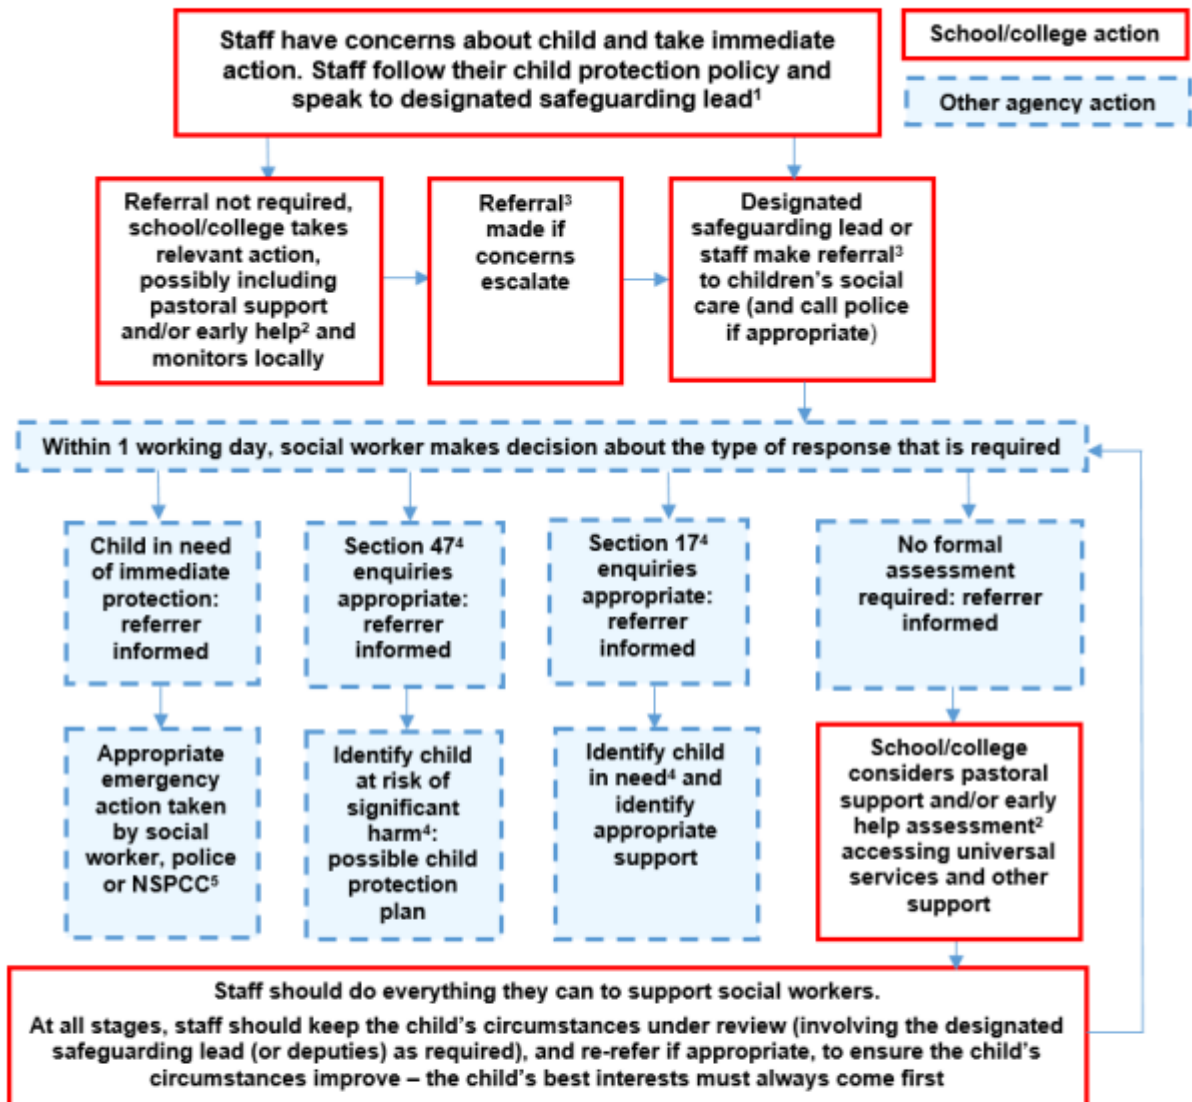 Staff have concerns about child and take immediate
action. Staff follow their child protection policy and
speak to designated safeguarding lead¹
School/college action
Other agency action
Referral not required,
school/college takes
relevant action,
possibly including
pastoral support
and/or early help² and
monitors locally
Referral³
made if
concerns
escalate
Designated
safeguarding lead or
staff make referral³
to children’s social
care (and call police
if appropriate)
Within 1 working day, social worker makes decision about the type of response that is required
Child in need
of immediate
protection:
referrer
informed
Section 47⁴
enquiries
appropriate:
referrer
informed
Section 17⁴
enquiries
appropriate:
referrer
informed
No formal
assessment
required: referrer
informed
Appropriate
emergency
action taken
by social
worker, police
or NSPCC⁵
Identify child
at risk of
significant
harm⁴:
possible child
protection
plan
Identify child
in need⁴ and
identify
appropriate
support
School/college
considers pastoral
support and/or early
help assessment²
accessing universal
services and other
support
Staff should do everything they can to support social workers.
At all stages, staff should keep the child’s circumstances under review (involving the designated
safeguarding lead (or deputies) as required), and re-refer if appropriate, to ensure the child’s
circumstances improve – the child’s best interests must always come first